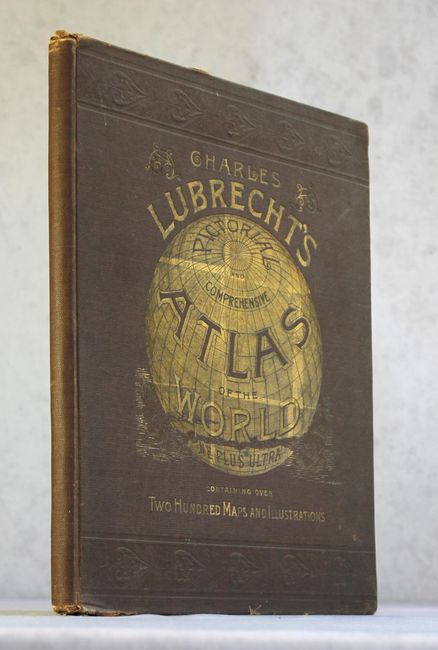 CHARLES
LUBRECHT'S
PICTORIAL
AND
COMPREHENSIVE
ATLAS
OF THE
WORLD
NE PLUS ULTRA
CONTAINING OVER
TWO HUNDRED MAPS AND ILLUSTRATIONS